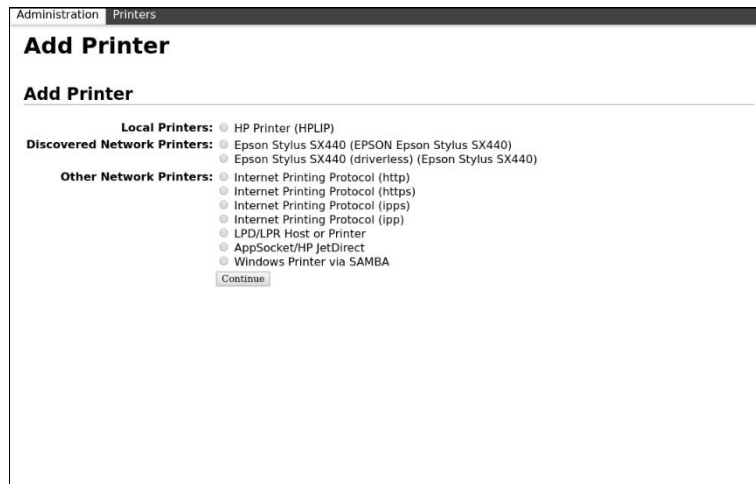 Administration Printers
Add Printer
Add Printer
Local Printers: HP Printer (HPLIP)
Discovered Network Printers: Epson Stylus SX440 (EPSON Epson Stylus SX440)
Epson Stylus SX440 (driverless) (Epson Stylus SX440)
Other Network Printers: Internet Printing Protocol (http)
Internet Printing Protocol (https)
Internet Printing Protocol (ipps)
Internet Printing Protocol (ipp)
LPD/LPR Host or Printer
AppSocket/HP JetDirect
Windows Printer via SAMBA
Continue